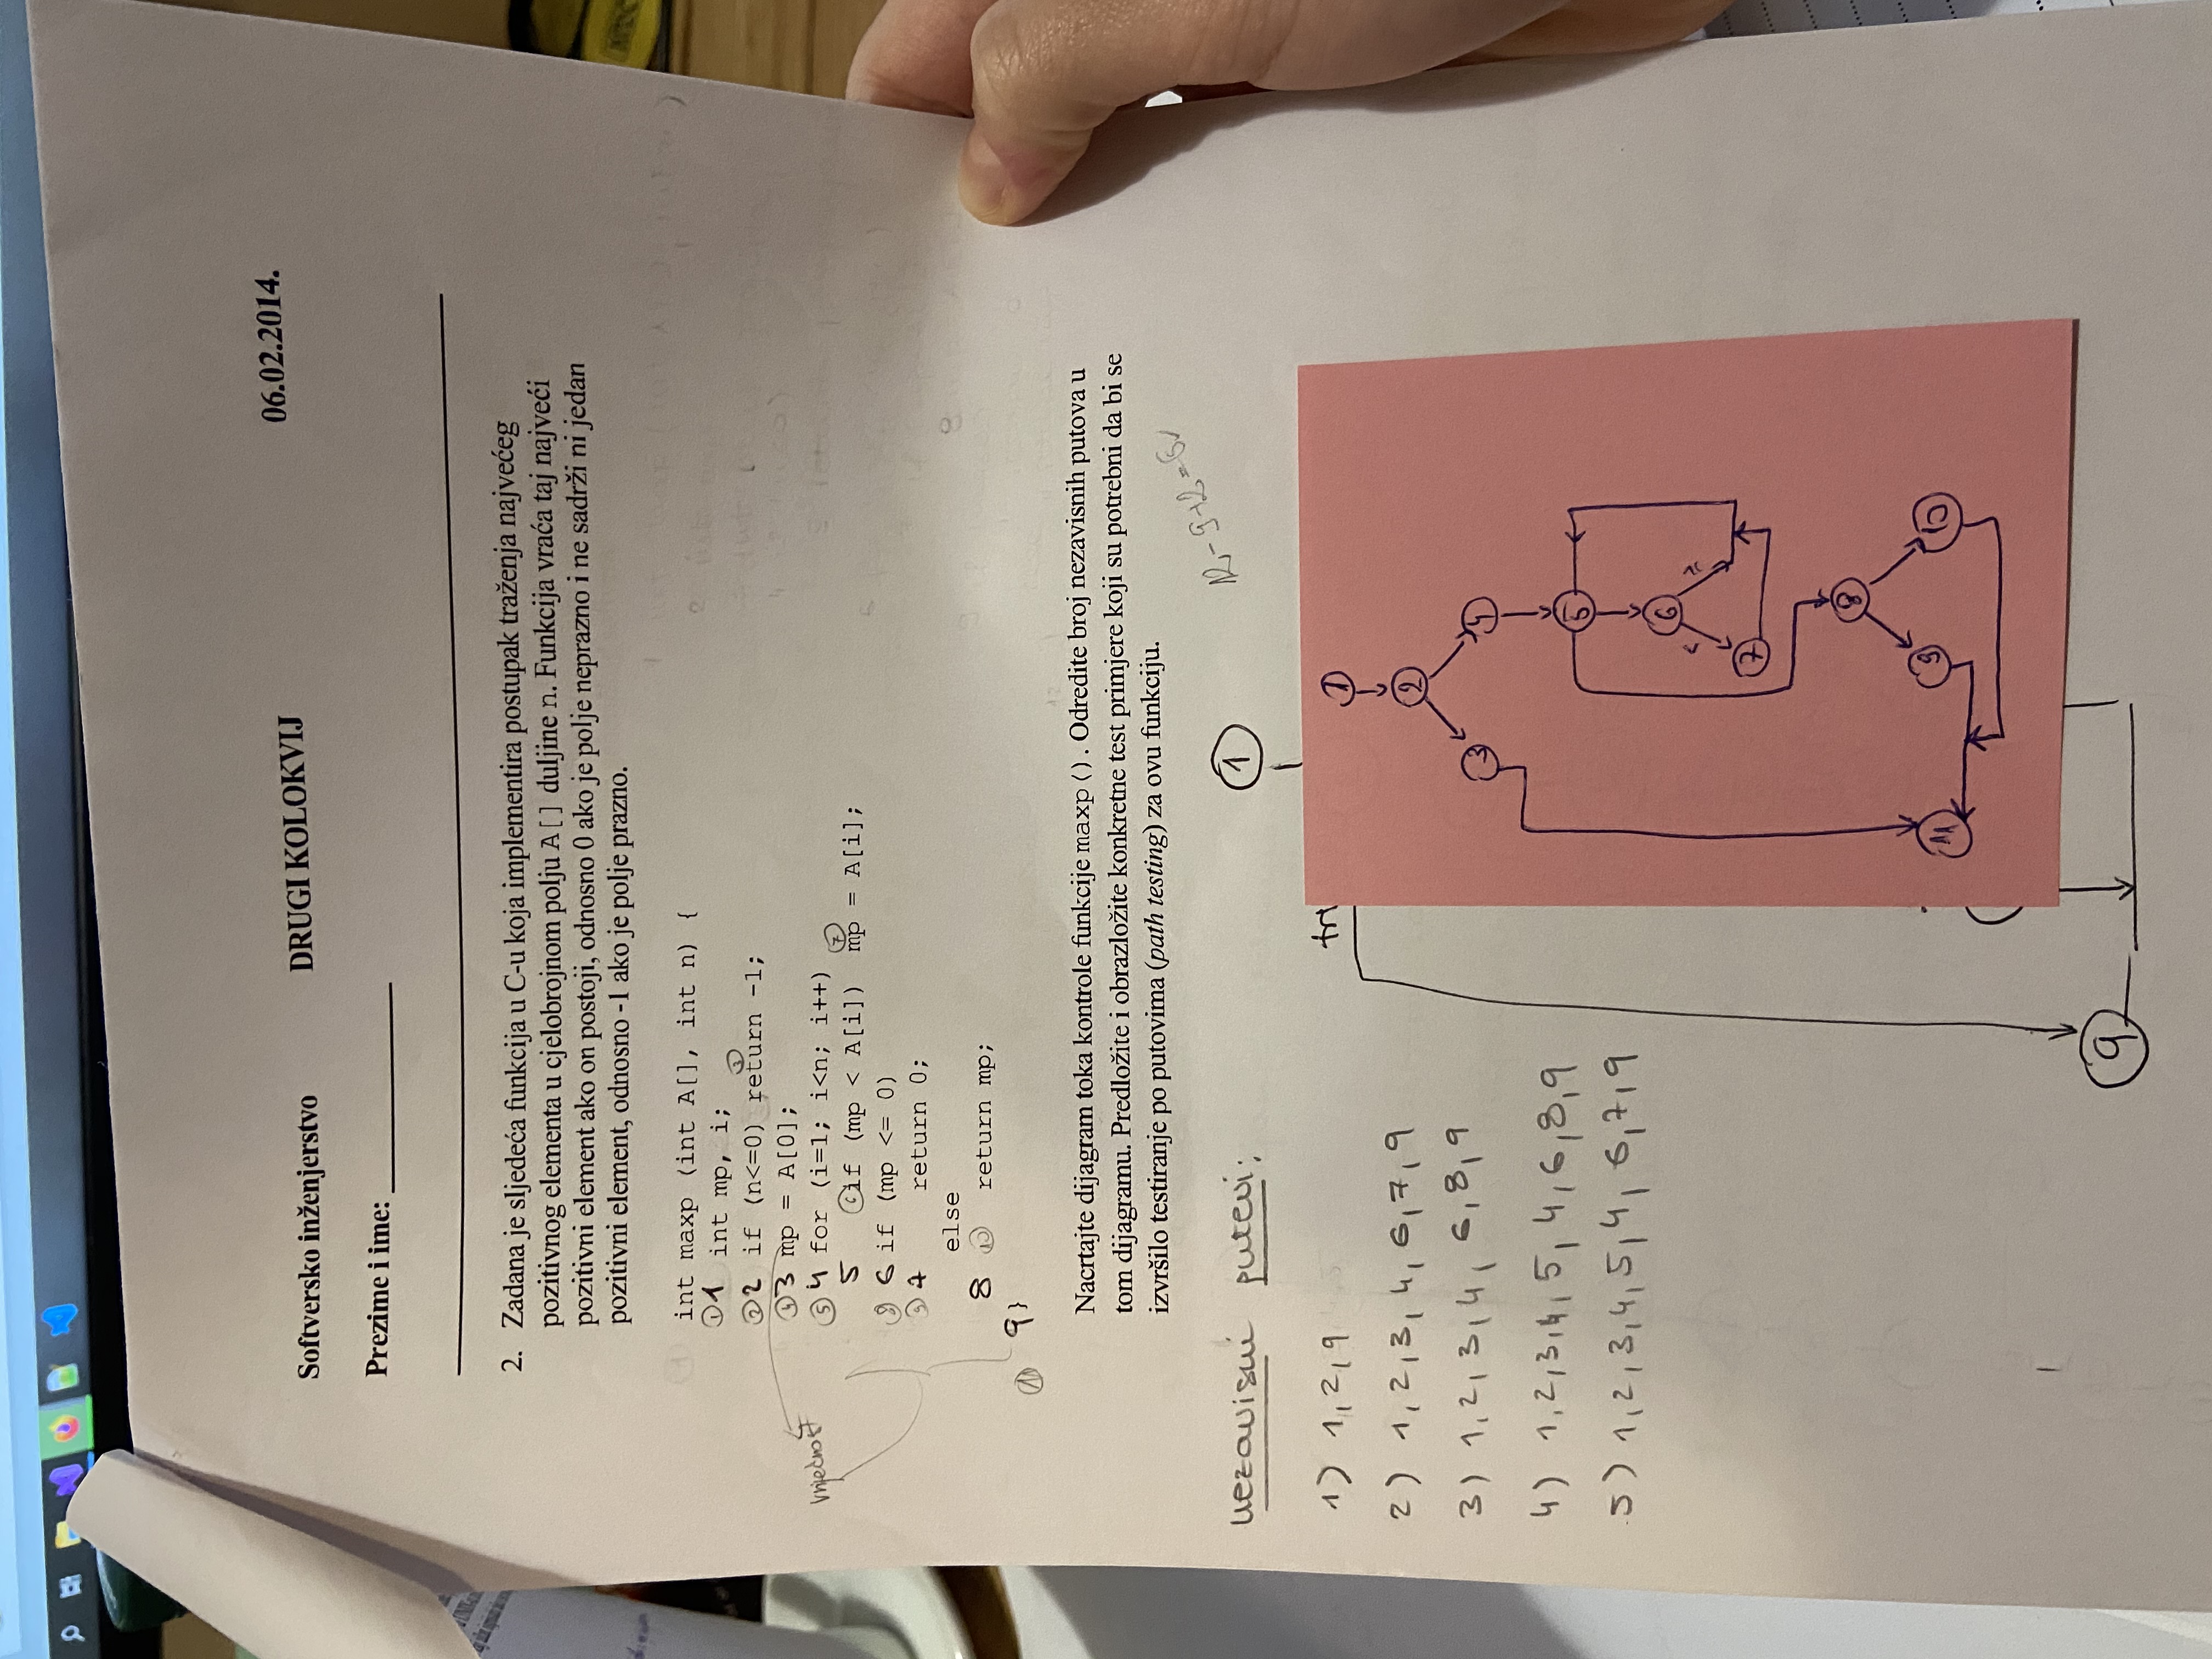 Softversko inženjerstvo DRUGI KOLOKVIJ 06.02.2014.
Prezime i ime: ____________
2. Zadana je sljedeća funkcija u C-u koja implementira postupak traženja najvećeg
pozitivnog elementa u cjelobrojnom polju A[] duljine n. Funkcija vraća taj najveći
pozitivni element ako on postoji, odnosno 0 ako je polje neprazno i ne sadrži ni jedan
pozitivni element, odnosno -1 ako je polje prazno.
int maxp (int A[], int n) {
① 1 int mp, i;
③
② 2 if (n<=0) return -1;
④ 3 mp = A[0];
vrijednost
⑤ 4 for (i=1; i<n; i++)
⑦
5 ⑥ if (mp < A[i]) mp = A[i];
⑧ 6 if (mp <= 0)
⑨ 7 return 0;
else
8 ⑩ return mp;
⑪ 9 }
Nacrtajte dijagram toka kontrole funkcije maxp(). Odredite broj nezavisnih putova u
tom dijagramu. Predložite i obrazložite konkretne test primjere koji su potrebni da bi se
izvršilo testiranje po putovima (path testing) za ovu funkciju.
12-9+2=5
nezavisni putevi:
1
1) 1,2,9
2) 1,2,3,4,6,7,9
3) 1,2,3,4,6,8,9
4) 1,2,3,4,5,4,6,8,9
5) 1,2,3,4,5,4,6,7,9
1
2
3 4
5
6
7
8
9 10
11
9